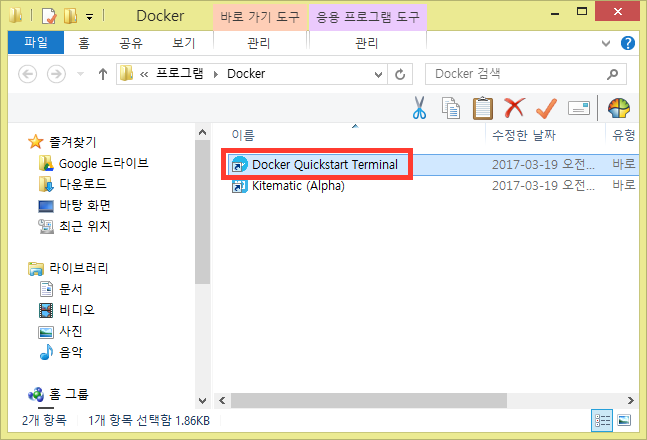 Docker
바로 가기 도구
응용 프로그램 도구
파일
홈
공유
보기
관리
관리
« 프로그램 ▸ Docker
Docker 검색
이름
수정한 날짜
유형
Docker Quickstart Terminal
2017-03-19 오전...
바로
Kitematic (Alpha)
2017-03-19 오전...
바로
즐겨찾기
Google 드라이브
다운로드
바탕 화면
최근 위치
라이브러리
문서
비디오
사진
음악
홈 그룹
2개 항목
1개 항목 선택함 1.86KB